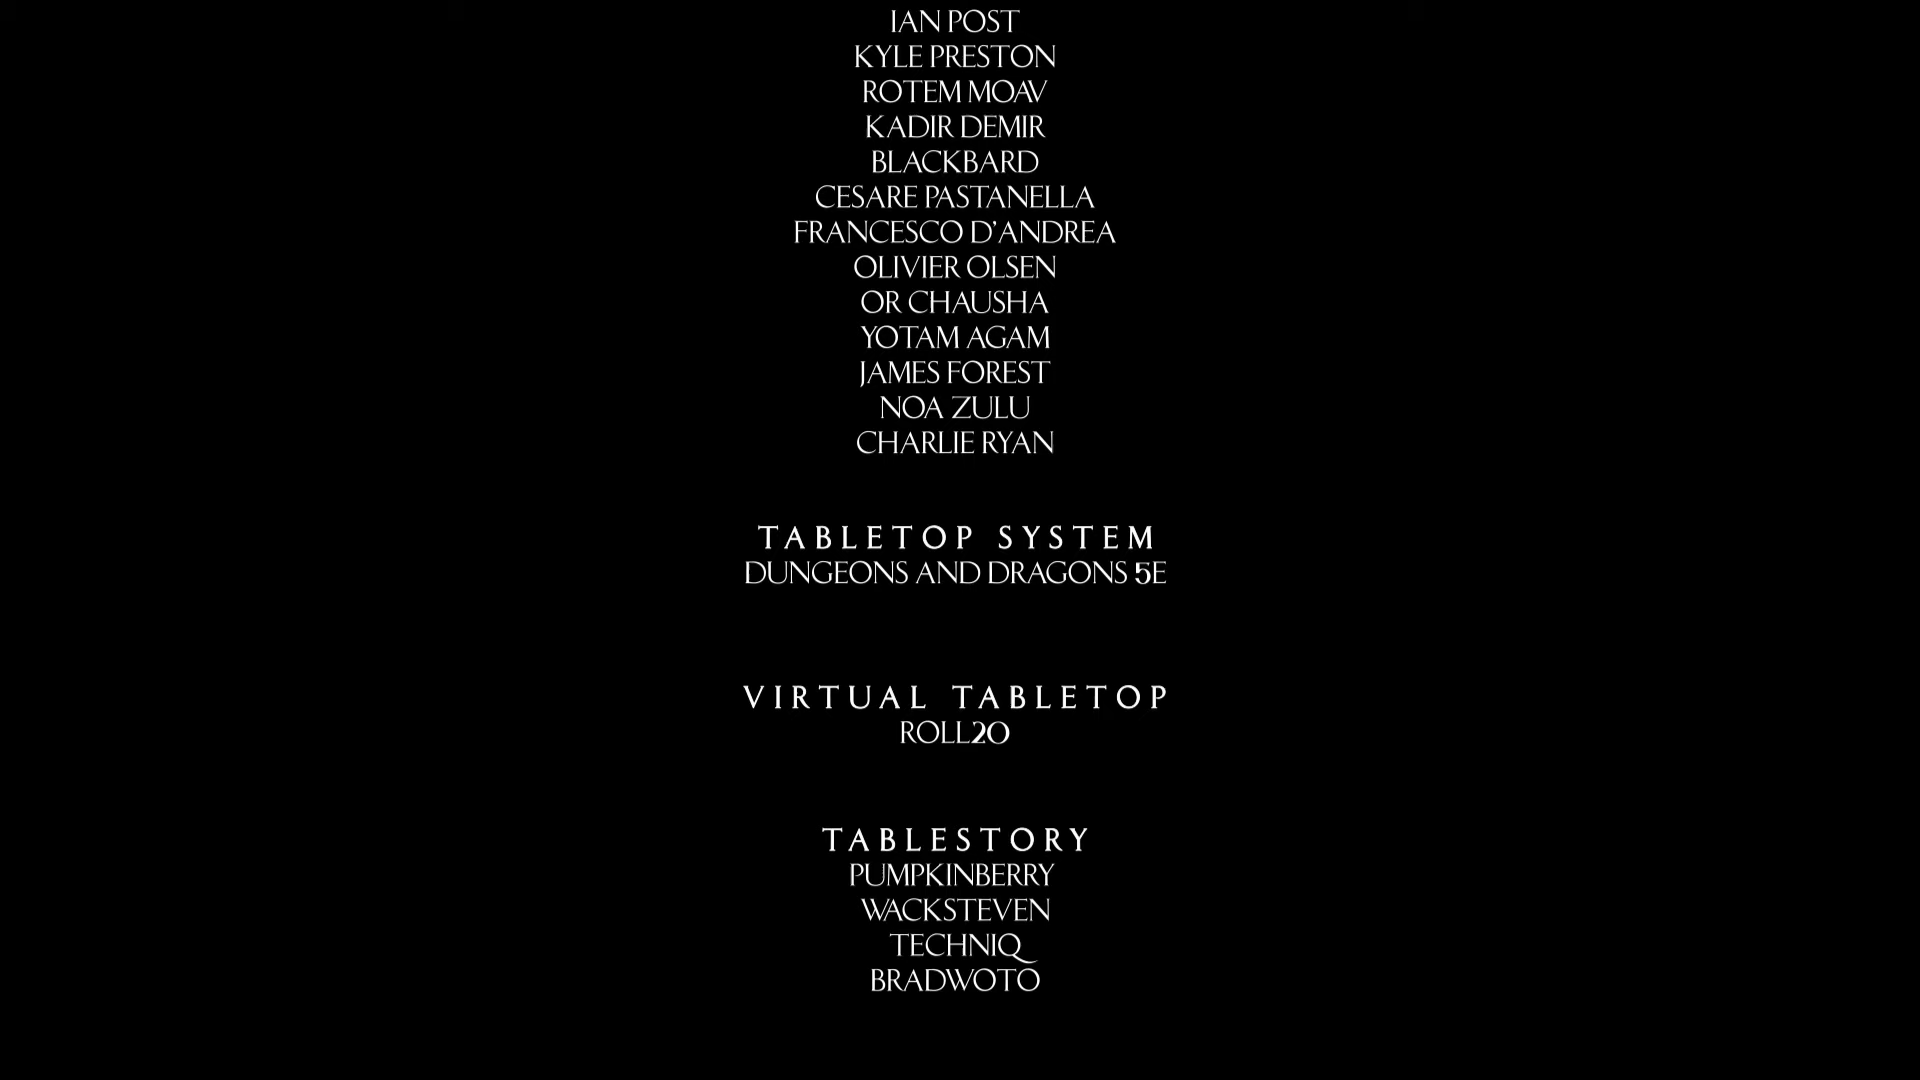 IAN POST
KYLE PRESTON
ROTEM MOAV
KADIR DEMIR
BLACKBARD
CESARE PASTANELLA
FRANCESCO D'ANDREA
OLIVIER OLSEN
OR CHAUSHA
YOTAM AGAM
JAMES FOREST
NOA ZULU
CHARLIE RYAN
TABLETOP SYSTEM
DUNGEONS AND DRAGONS 5E
VIRTUAL TABLETOP
ROLL20
TABLESTORY
PUMPKINBERRY
WACKSTEVEN
TECHNIQ
BRADWOTO